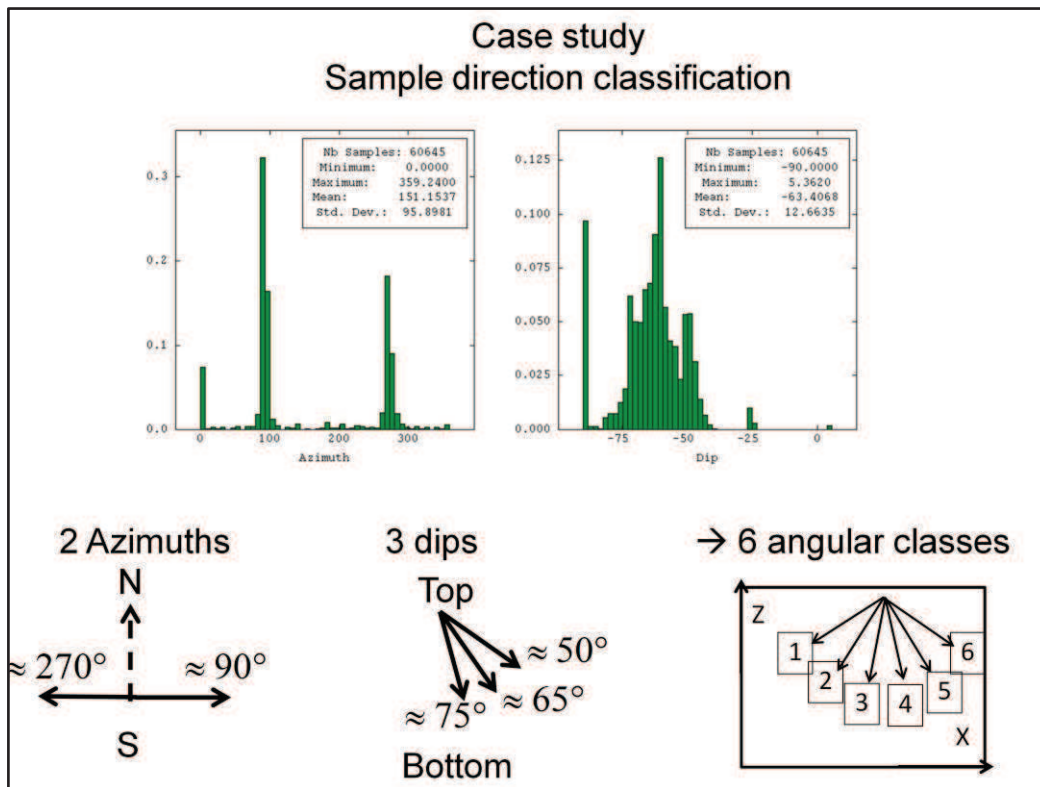 Case study
Sample direction classification
Nb Samples: 60645
Minimum: 0.0000
Maximum: 359.2400
Mean: 151.1537
Std. Dev.: 95.8981
0.3
0.2
0.1
0.0
0 100 200 300
Azimuth
Nb Samples: 60645
Minimum: -90.0000
Maximum: 5.3620
Mean: -63.4068
Std. Dev.: 12.6635
0.125
0.100
0.075
0.050
0.025
0.000
-75 -50 -25 0
Dip
2 Azimuths
N
≈ 270° ≈ 90°
S
3 dips
Top
≈ 50°
≈ 65°
≈ 75°
Bottom
→ 6 angular classes
Z
1 6
2 5
3 4
X